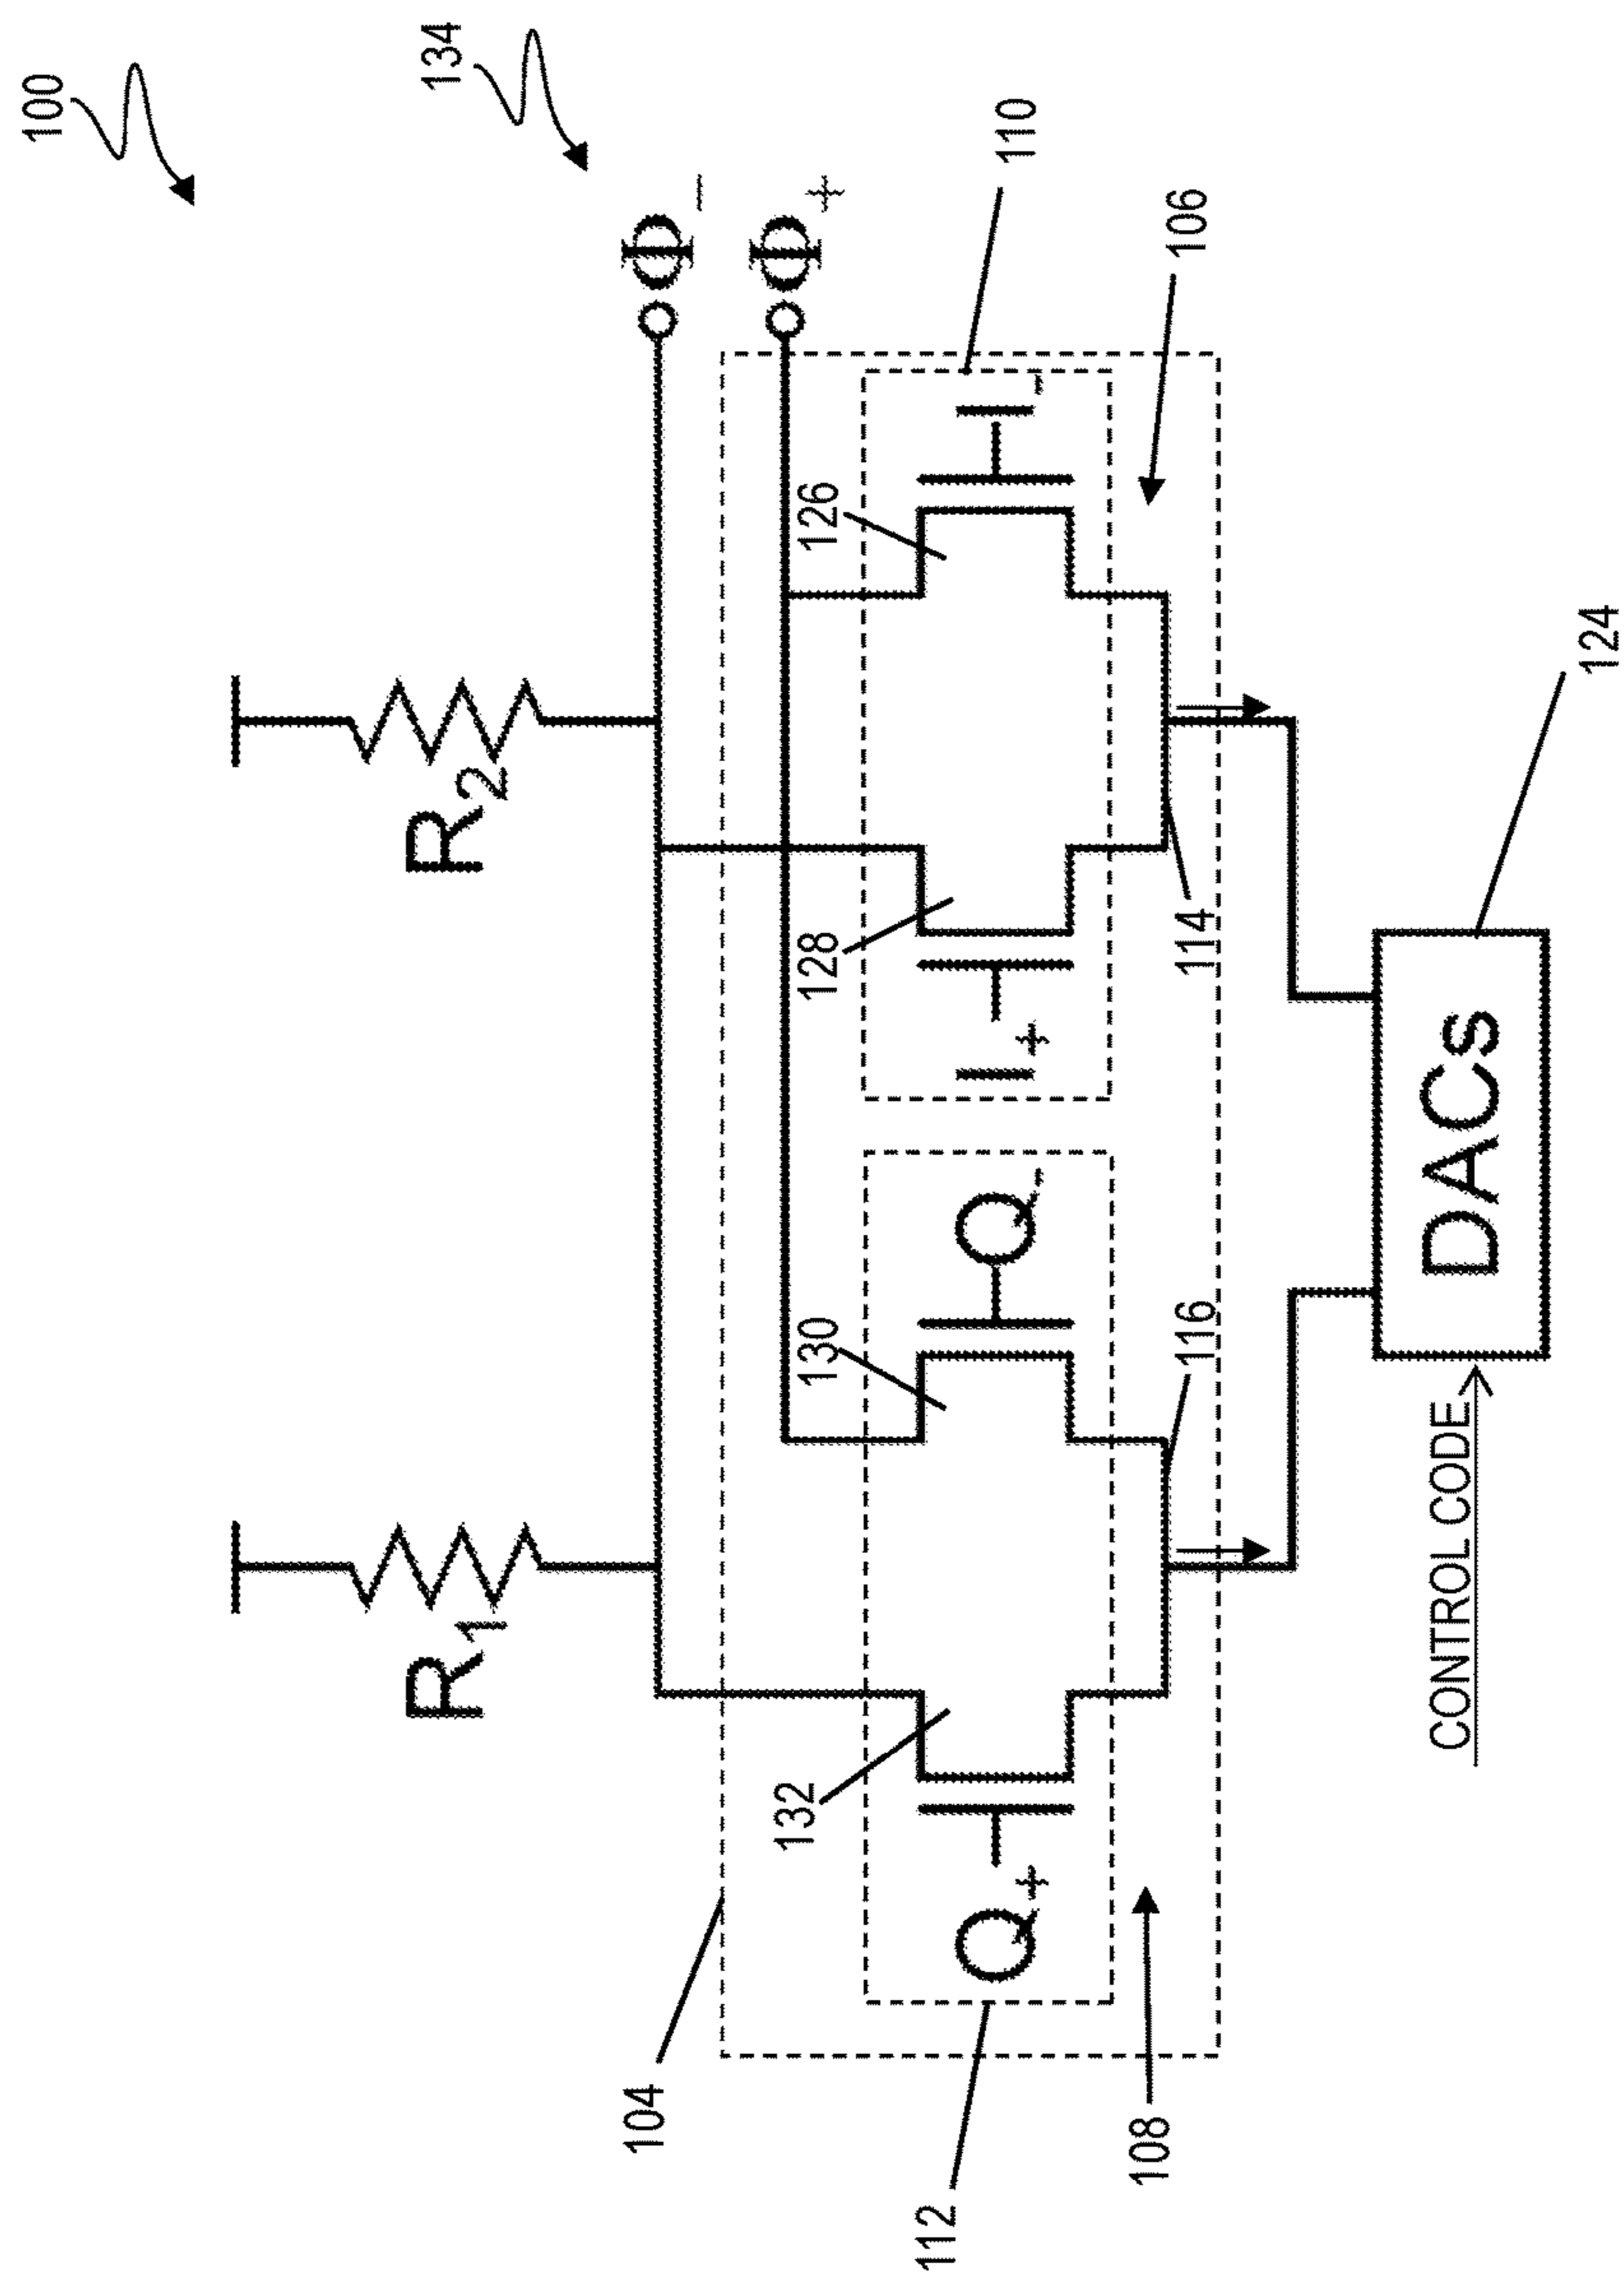 100
134
R1
R2
Φ−
Φ+
104
110
132
130
128
126
Q+
Q-
I+
I-
112
108
116
114
106
CONTROL CODE
DACs
124